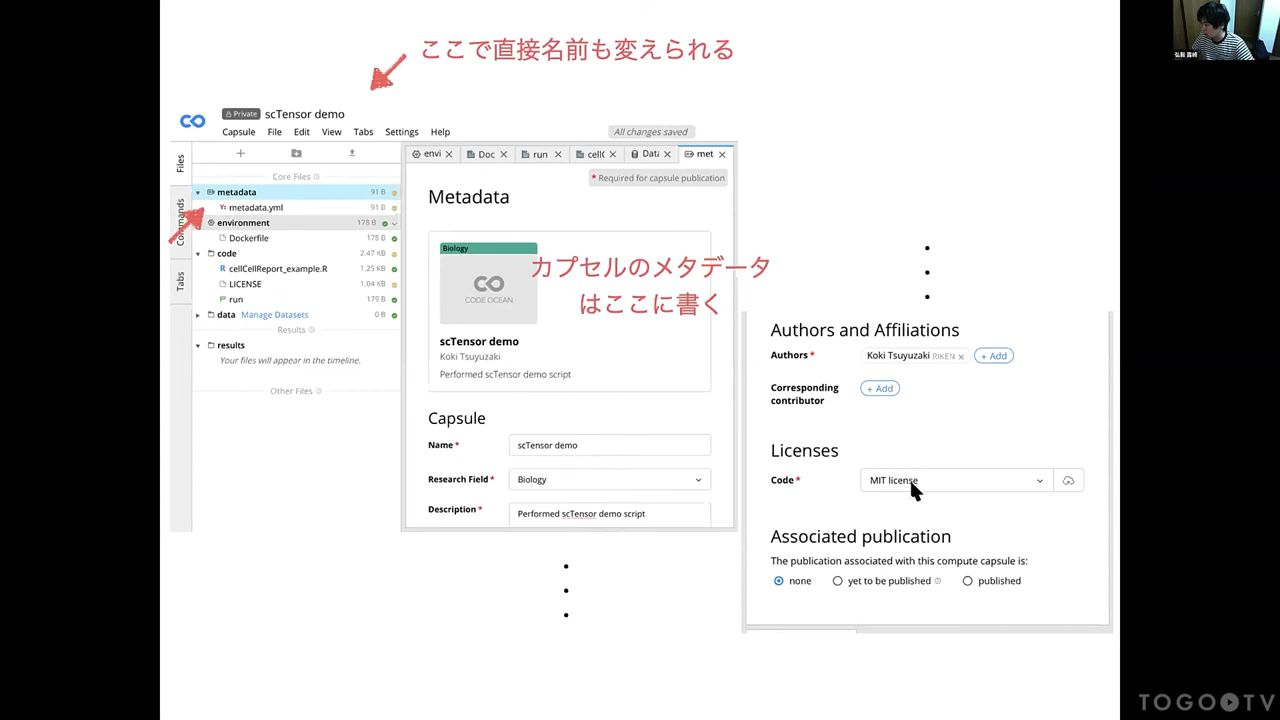 ここで直接名前も変えられる
弘毅 露崎
Private scTensor demo
Capsule File Edit View Tabs Settings Help
All changes saved
Files
Commands
Tabs
Core Files
metadata 91 B
metadata.yml 91 B
environment 178 B
Dockerfile 178 B
code 2.47 KB
cellCellReport_example.R 1.25 KB
LICENSE 1.04 KB
run 179 B
data Manage Datasets 0 B
Results
results
Your files will appear in the timeline.
Other Files
envi Doc run cellC Data met
* Required for capsule publication
Metadata
Biology
CODE OCEAN
カプセルのメタデータ
はここに書く
scTensor demo
Koki Tsuyuzaki
Performed scTensor demo script
Capsule
Name * scTensor demo
Research Field * Biology
Description * Performed scTensor demo script
Authors and Affiliations
Authors * Koki Tsuyuzaki RIKEN × + Add
Corresponding
contributor
+ Add
Licenses
Code * MIT license
Associated publication
The publication associated with this compute capsule is:
none yet to be published published
TOGOTV